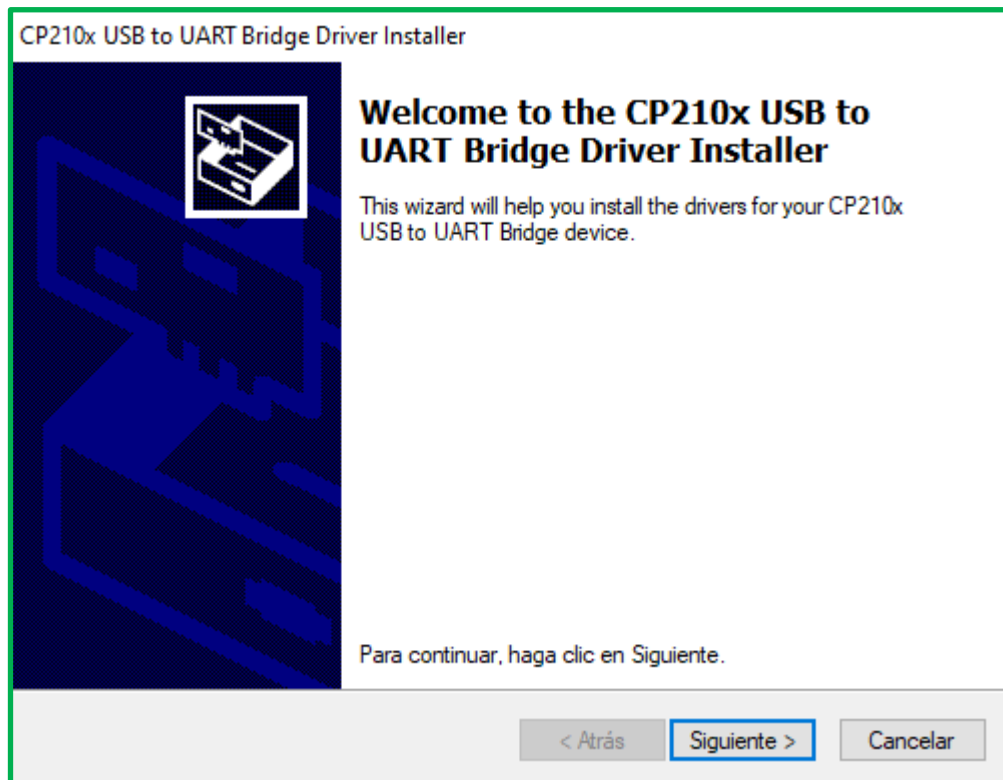 CP210x USB to UART Bridge Driver Installer
Welcome to the CP210x USB to
UART Bridge Driver Installer
This wizard will help you install the drivers for your CP210x
USB to UART Bridge device.
Para continuar, haga clic en Siguiente.
< Atrás
Siguiente >
Cancelar